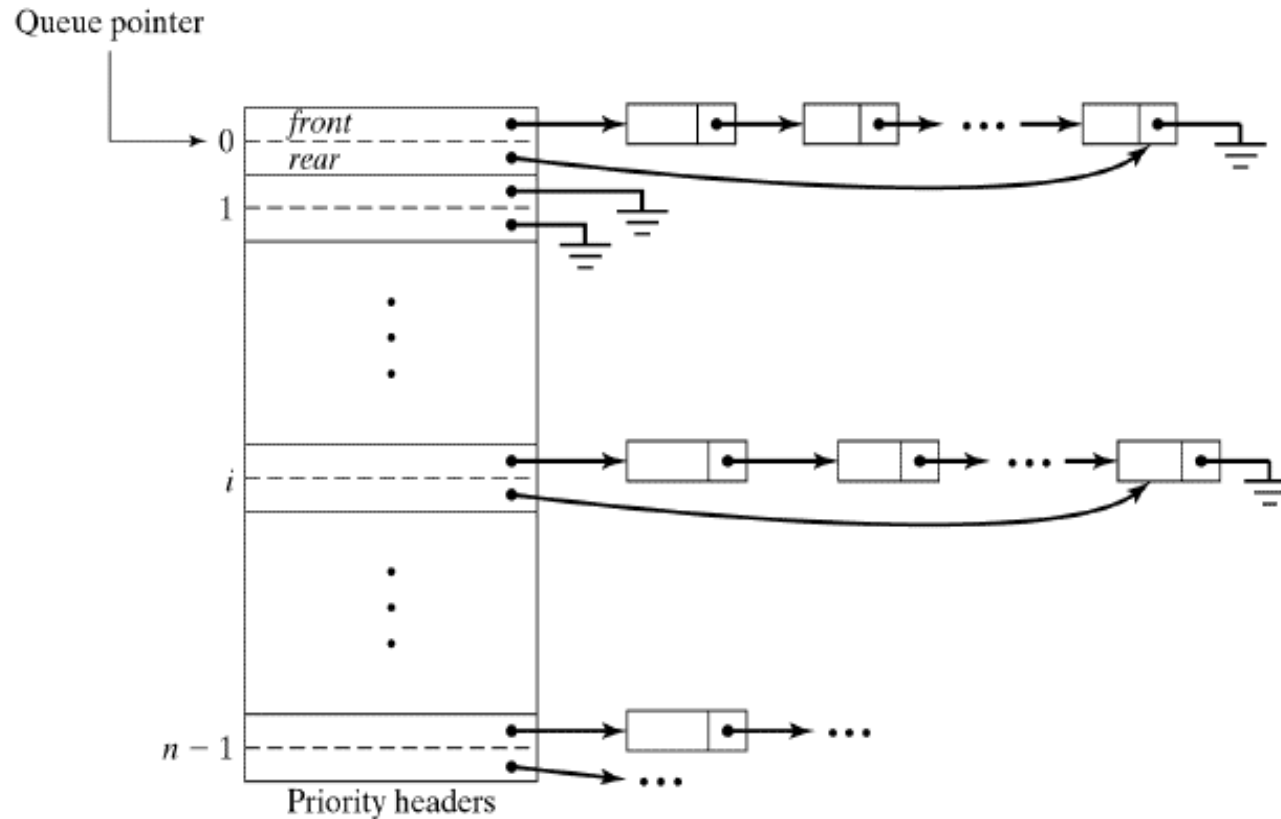 Queue pointer
0
front
rear
1
i
n − 1
Priority headers